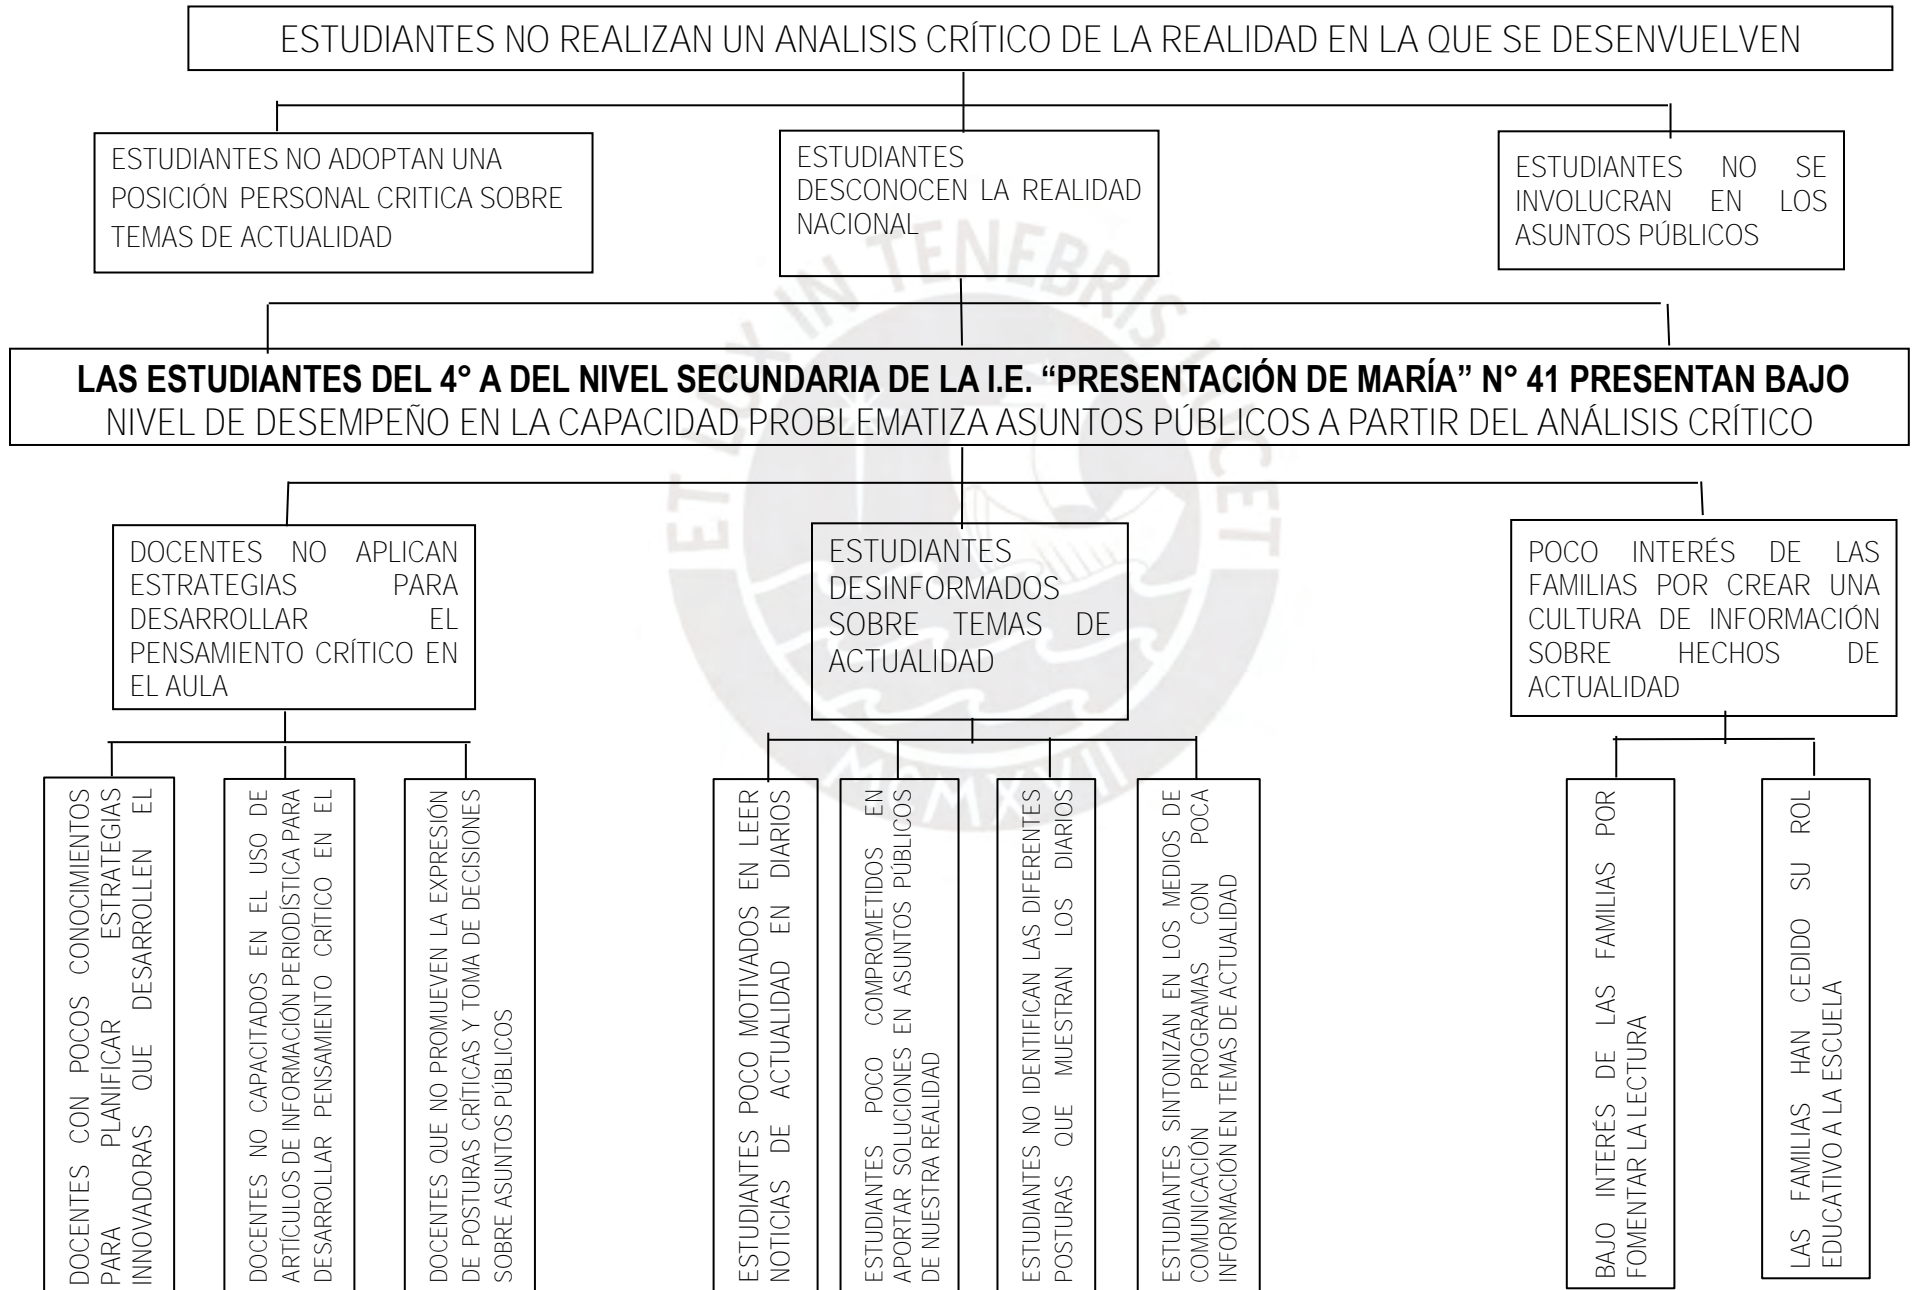 ESTUDIANTES NO REALIZAN UN ANALISIS CRÍTICO DE LA REALIDAD EN LA QUE SE DESENVUELVEN
ESTUDIANTES NO ADOPTAN UNA
POSICIÓN PERSONAL CRITICA SOBRE
TEMAS DE ACTUALIDAD
ESTUDIANTES
DESCONOCEN LA REALIDAD
NACIONAL
ESTUDIANTES NO SE
INVOLUCRAN EN LOS
ASUNTOS PÚBLICOS
LAS ESTUDIANTES DEL 4° A DEL NIVEL SECUNDARIA DE LA I.E. “PRESENTACIÓN DE MARÍA” N° 41 PRESENTAN BAJO
NIVEL DE DESEMPEÑO EN LA CAPACIDAD PROBLEMATIZA ASUNTOS PÚBLICOS A PARTIR DEL ANÁLISIS CRÍTICO
DOCENTES NO APLICAN
ESTRATEGIAS PARA
DESARROLLAR EL
PENSAMIENTO CRÍTICO EN
EL AULA
ESTUDIANTES
DESINFORMADOS
SOBRE TEMAS DE
ACTUALIDAD
POCO INTERÉS DE LAS
FAMILIAS POR CREAR UNA
CULTURA DE INFORMACIÓN
SOBRE HECHOS DE
ACTUALIDAD
DOCENTES CON POCOS CONOCIMIENTOS
PARA PLANIFICAR ESTRATEGIAS
INNOVADORAS QUE DESARROLLEN EL
DOCENTES NO CAPACITADOS EN EL USO DE
ARTÍCULOS DE INFORMACIÓN PERIODÍSTICA PARA
DESARROLLAR PENSAMIENTO CRÍTICO EN EL
DOCENTES QUE NO PROMUEVEN LA EXPRESIÓN
DE POSTURAS CRÍTICAS Y TOMA DE DECISIONES
SOBRE ASUNTOS PÚBLICOS
ESTUDIANTES POCO MOTIVADOS EN LEER
NOTICIAS DE ACTUALIDAD EN DIARIOS
ESTUDIANTES POCO COMPROMETIDOS EN
APORTAR SOLUCIONES EN ASUNTOS PÚBLICOS
DE NUESTRA REALIDAD
ESTUDIANTES NO IDENTIFICAN LAS DIFERENTES
POSTURAS QUE MUESTRAN LOS DIARIOS
ESTUDIANTES SINTONIZAN EN LOS MEDIOS DE
COMUNICACIÓN PROGRAMAS CON POCA
INFORMACIÓN EN TEMAS DE ACTUALIDAD
BAJO INTERÉS DE LAS FAMILIAS POR
FOMENTAR LA LECTURA
LAS FAMILIAS HAN CEDIDO SU ROL
EDUCATIVO A LA ESCUELA
ET LUX IN TENEBRIS LUCET
MCMXVII